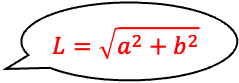 L = √(a² + b²)